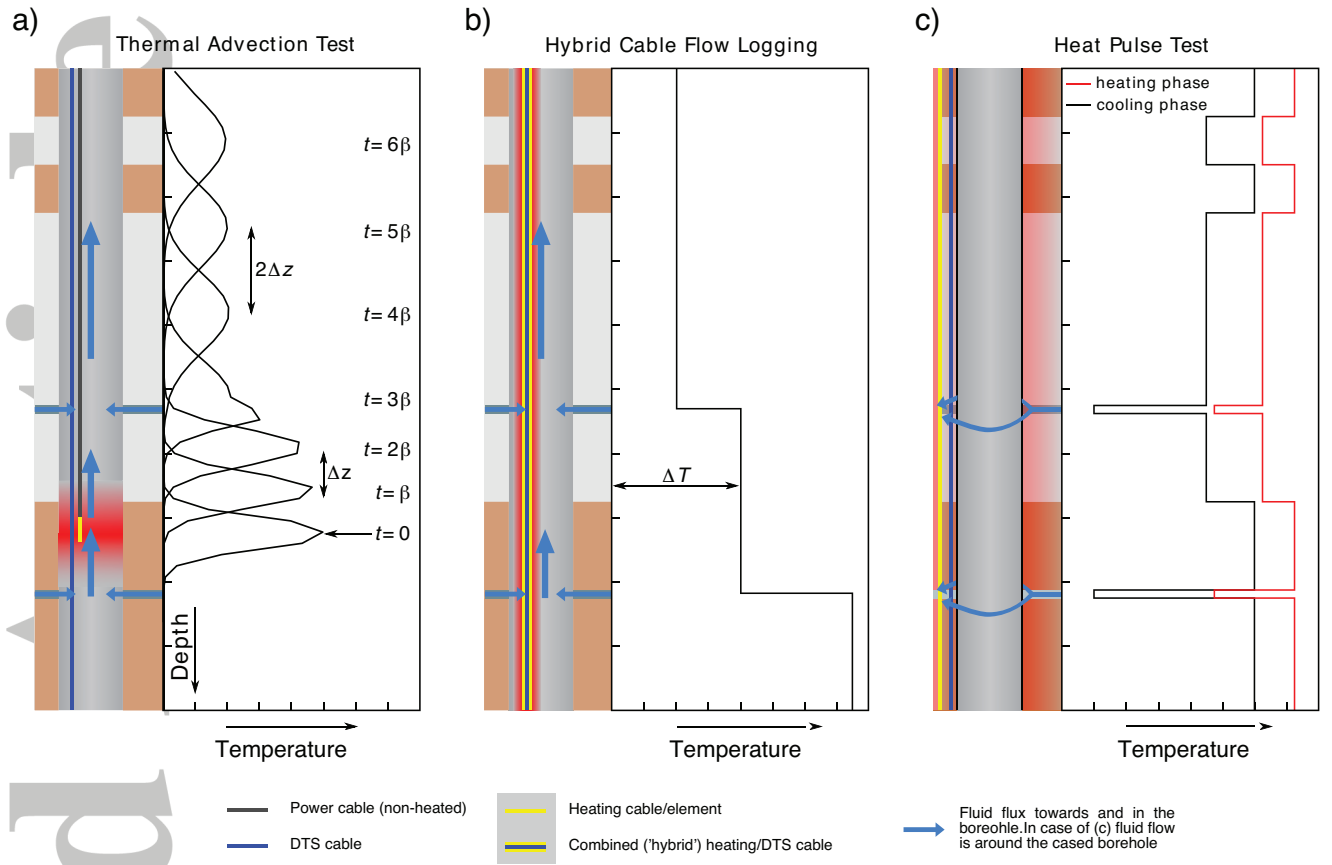 a)
Thermal Advection Test
t=6β
t=5β
2Δz
t=4β
t=3β
t=2β
Δz
t=β
t=0
Depth
Temperature
b)
Hybrid Cable Flow Logging
ΔT
Temperature
c)
Heat Pulse Test
heating phase
cooling phase
Temperature
Power cable (non-heated)
DTS cable
Heating cable/element
Combined ('hybrid') heating/DTS cable
Fluid flux towards and in the
boreohle.In case of (c) fluid flow
is around the cased borehole